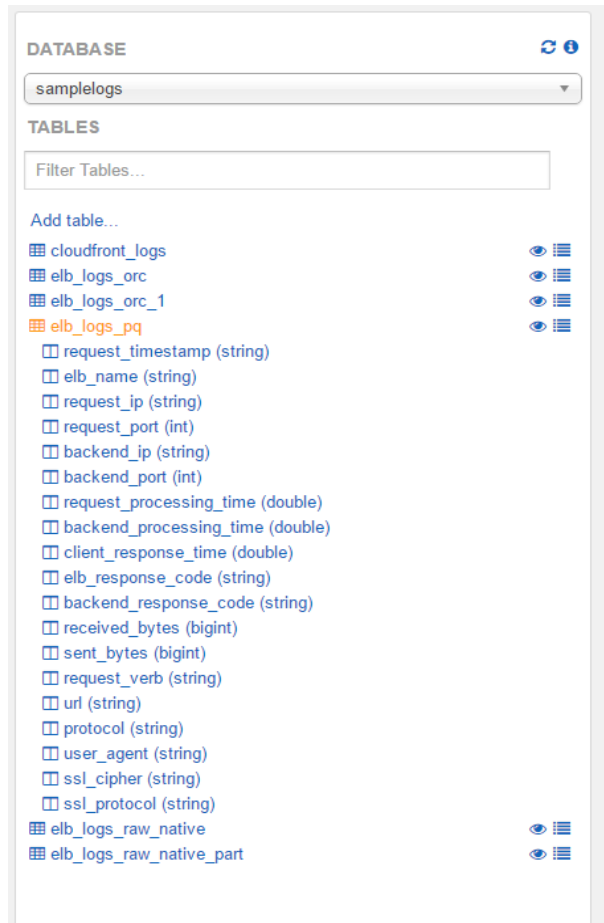 DATABASE
samplelogs
TABLES
Filter Tables...
Add table...
cloudfront_logs
elb_logs_orc
elb_logs_orc_1
elb_logs_pq
request_timestamp (string)
elb_name (string)
request_ip (string)
request_port (int)
backend_ip (string)
backend_port (int)
request_processing_time (double)
backend_processing_time (double)
client_response_time (double)
elb_response_code (string)
backend_response_code (string)
received_bytes (bigint)
sent_bytes (bigint)
request_verb (string)
url (string)
protocol (string)
user_agent (string)
ssl_cipher (string)
ssl_protocol (string)
elb_logs_raw_native
elb_logs_raw_native_part